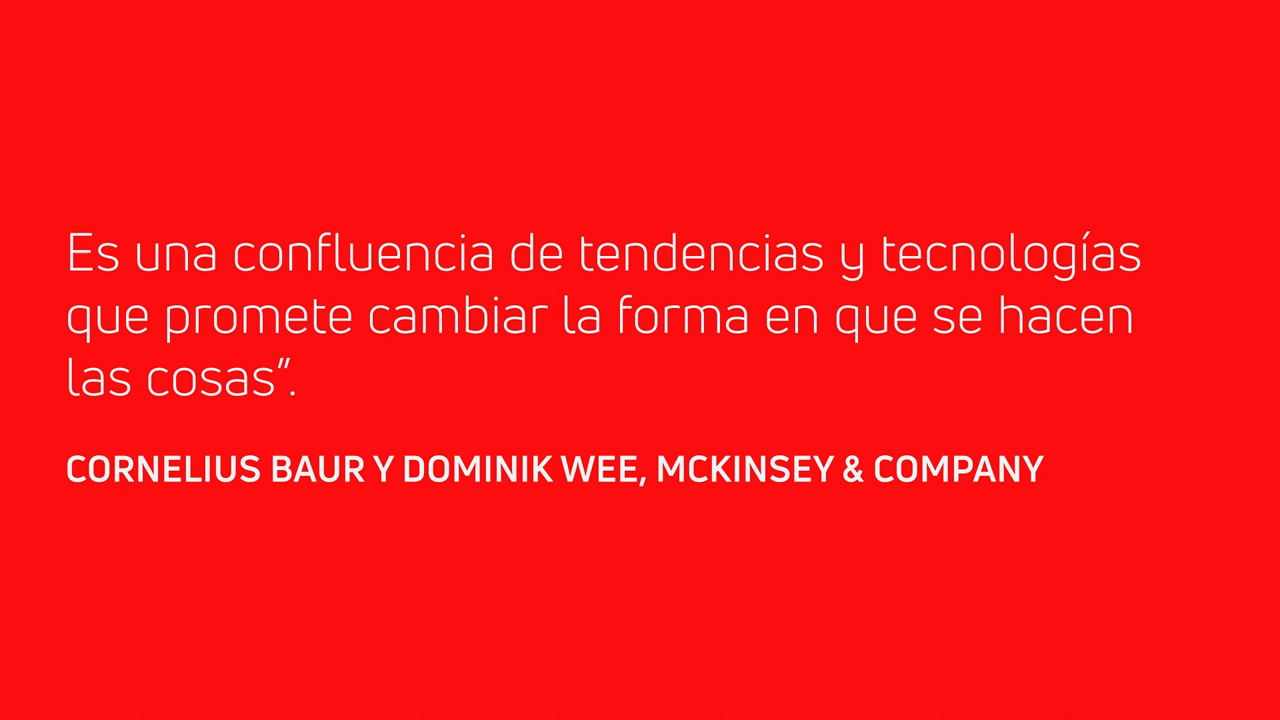 Es una confluencia de tendencias y tecnologías
que promete cambiar la forma en que se hacen
las cosas”.
CORNELIUS BAUR Y DOMINIK WEE, MCKINSEY & COMPANY